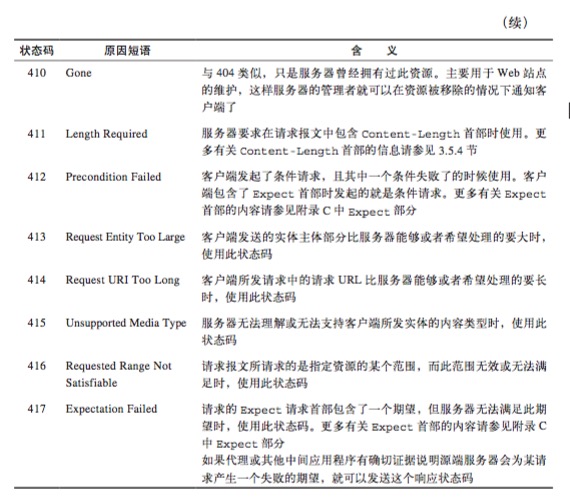 （续）
状态码 原因短语 含 义
410 Gone 与 404 类似，只是服务器曾经拥有过此资源。主要用于 Web 站点
的维护，这样服务器的管理者就可以在资源被移除的情况下通知
客户端了
411 Length Required 服务器要求在请求报文中包含 Content-Length 首部时使用。更
多有关 Content-Length 首部的信息请参见 3.5.4 节
412 Precondition Failed 客户端发起了条件请求，且其中一个条件失败了的时候使用。客户
端包含了 Expect 首部时发起的就是条件请求。更多有关 Expect
首部的内容请参见附录 C 中 Expect 部分
413 Request Entity Too Large 客户端发送的实体主体部分比服务器能够或者希望处理的要大时，
使用此状态码
414 Request URI Too Long 客户端所发请求中的请求 URL 比服务器能够或者希望处理的要长
时，使用此状态码
415 Unsupported Media Type 服务器无法理解或无法支持客户端所发实体的内容类型时，使用此
状态码
416 Requested Range Not 请求报文所请求的是指定资源的某个范围，而此范围无效或无法满
Satisfiable 足时，使用此状态码
417 Expectation Failed 请求的 Expect 请求首部包含了一个期望，但服务器无法满足此期
望时，使用此状态码。更多有关 Expect 首部的内容请参见附录 C
中 Expect 部分
如果代理或其他中间应用程序有确切证据说明源端服务器会为某请
求产生一个失败的期望，就可以发送这个响应状态码